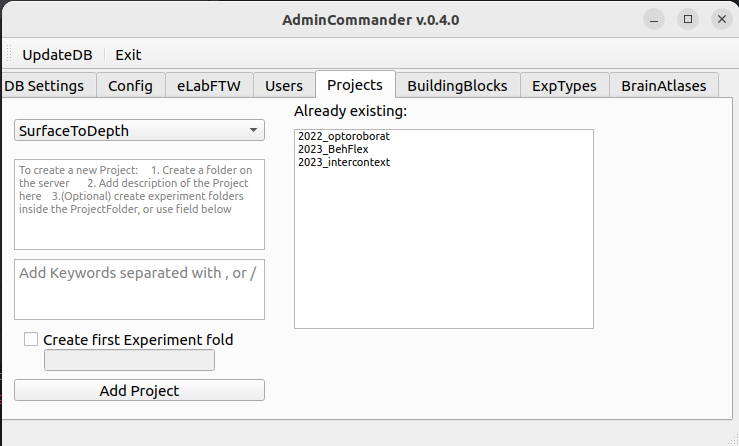 AdminCommander v.0.4.0
UpdateDB Exit
DB Settings Config eLabFTW Users Projects BuildingBlocks ExpTypes BrainAtlases
Already existing:
SurfaceToDepth
2022_optoroborat
2023_BehFlex
2023_intercontext
To create a new Project: 1. Create a folder on
the server 2. Add description of the Project
here 3.(Optional) create experiment folders
inside the ProjectFolder, or use field below
Add Keywords separated with , or /
Create first Experiment fold
Add Project